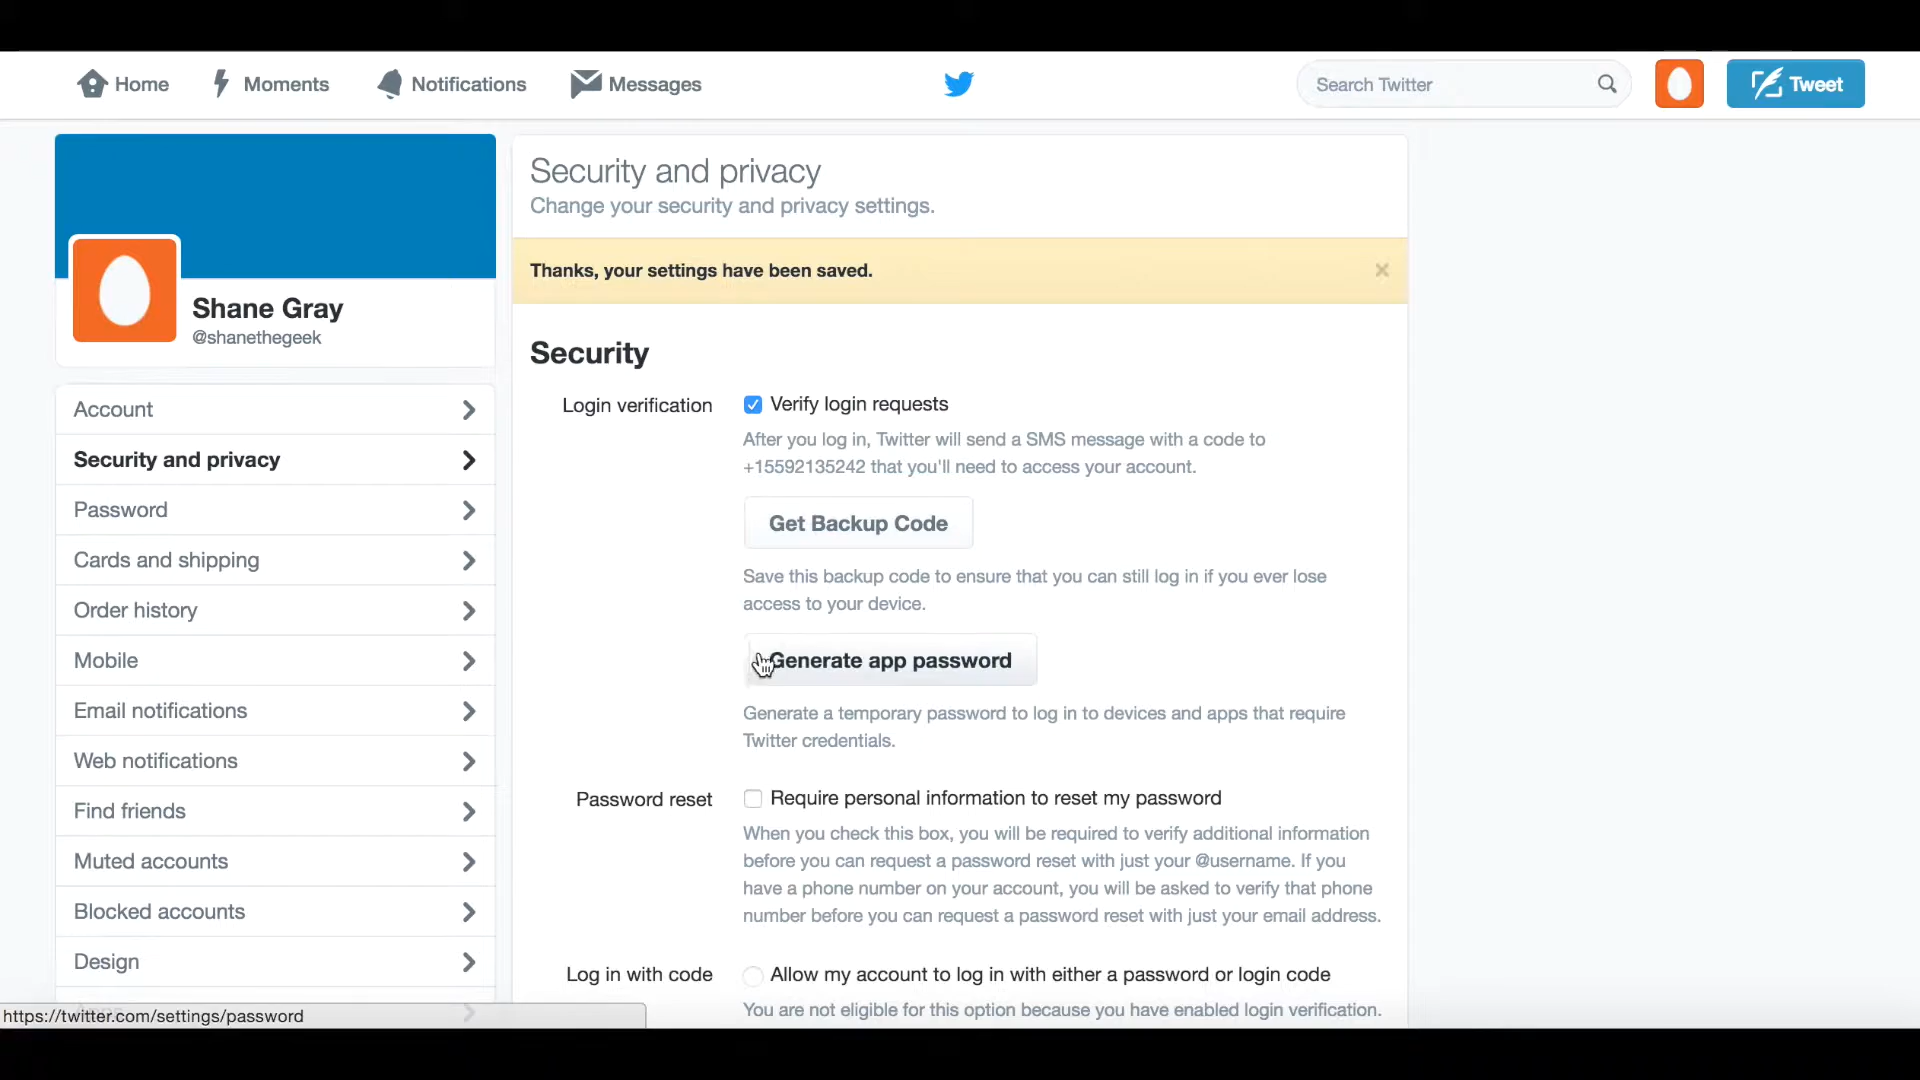 Home
Moments
Notifications
Messages
Search Twitter
Tweet
Shane Gray
@shanethegeek
Account
Security and privacy
Password
Cards and shipping
Order history
Mobile
Email notifications
Web notifications
Find friends
Muted accounts
Blocked accounts
Design
https://twitter.com/settings/password
Security and privacy
Change your security and privacy settings.
Thanks, your settings have been saved.
Security
Login verification
Verify login requests
After you log in, Twitter will send a SMS message with a code to
+15592135242 that you'll need to access your account.
Get Backup Code
Save this backup code to ensure that you can still log in if you ever lose
access to your device.
Generate app password
Generate a temporary password to log in to devices and apps that require
Twitter credentials.
Password reset
Require personal information to reset my password
When you check this box, you will be required to verify additional information
before you can request a password reset with just your @username. If you
have a phone number on your account, you will be asked to verify that phone
number before you can request a password reset with just your email address.
Log in with code
Allow my account to log in with either a password or login code
You are not eligible for this option because you have enabled login verification.